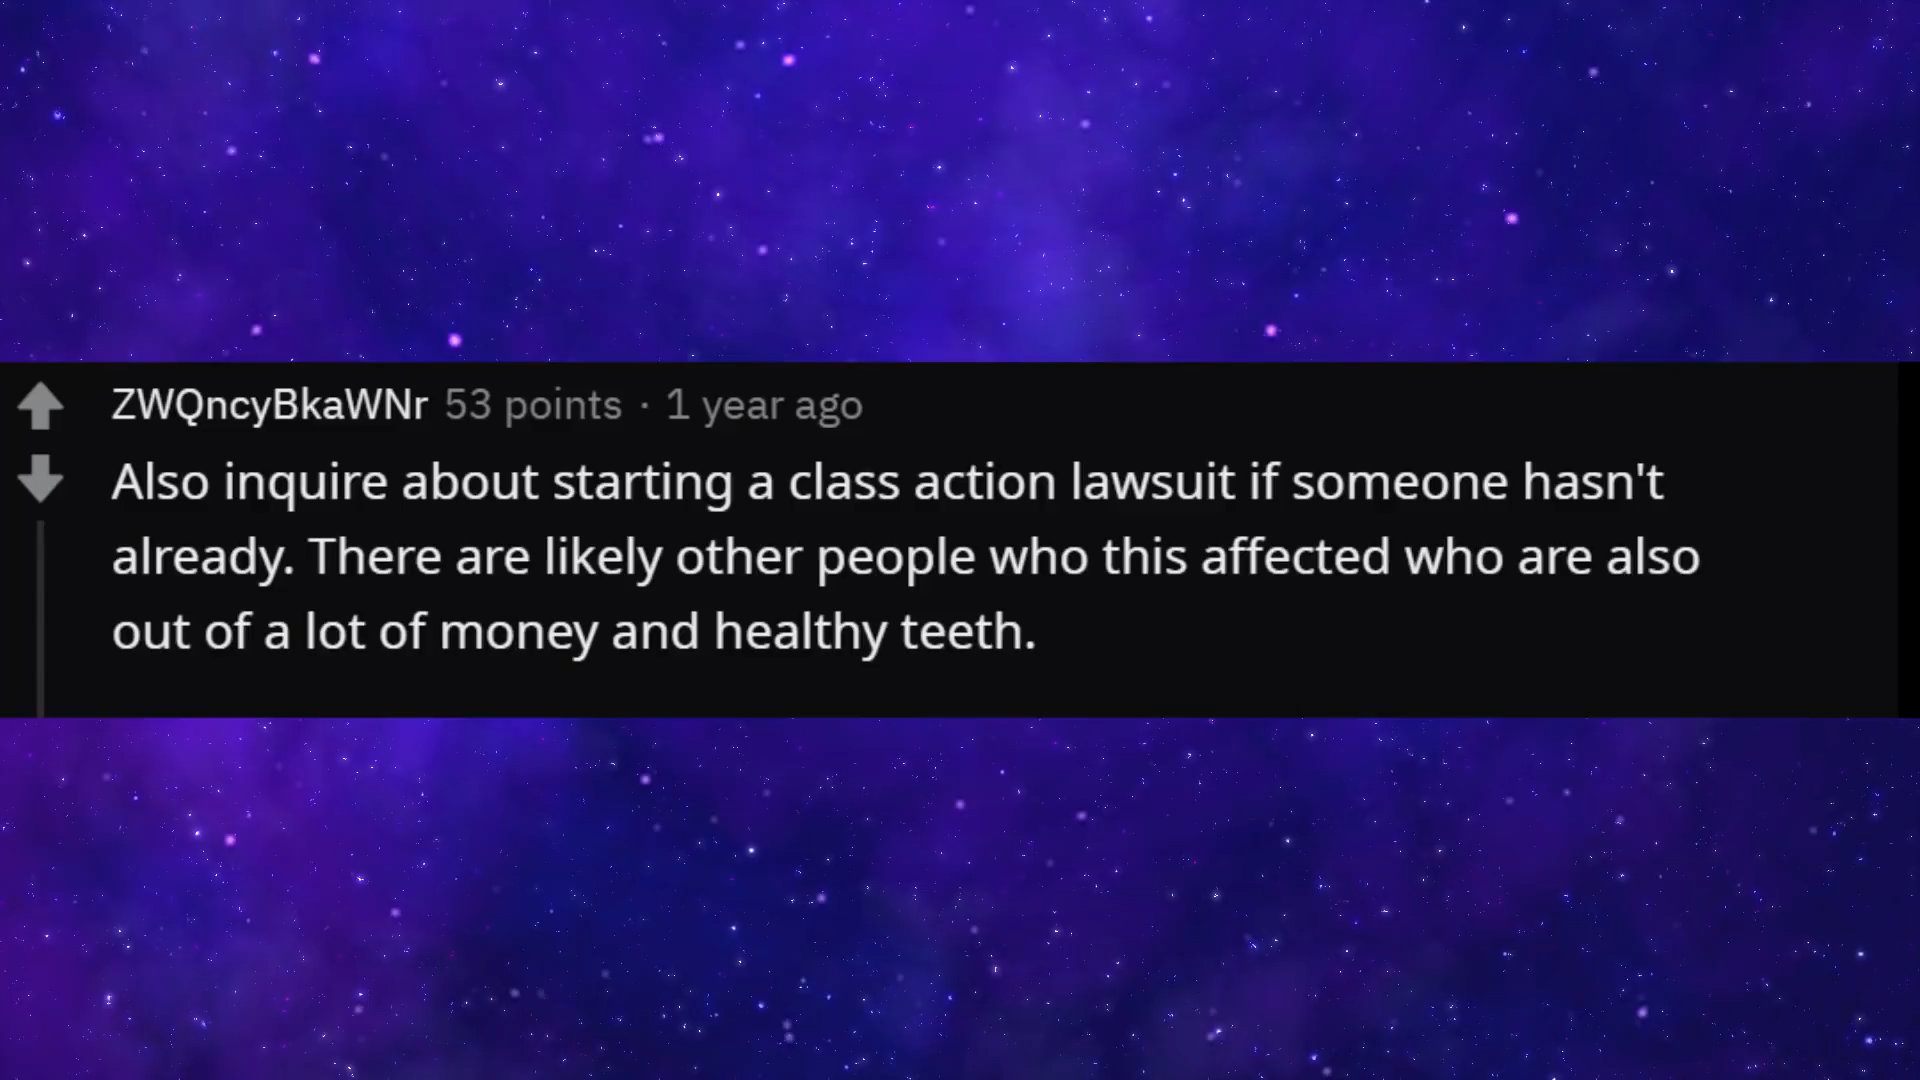 ZWQncyBkaWNr 53 points · 1 year ago
Also inquire about starting a class action lawsuit if someone hasn't
already. There are likely other people who this affected who are also
out of a lot of money and healthy teeth.